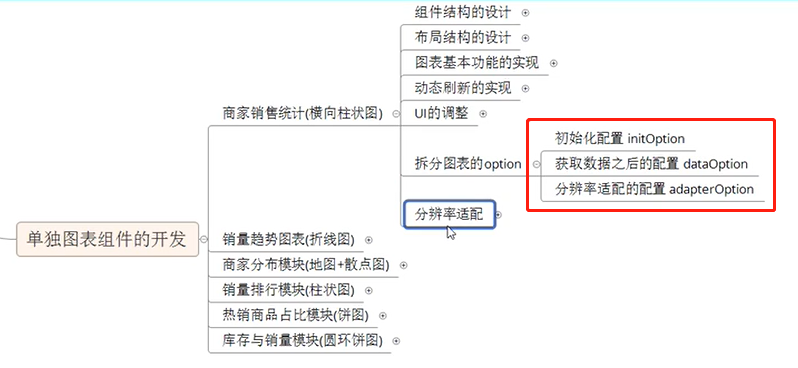 组件结构的设计
布局结构的设计
图表基本功能的实现
动态刷新的实现
商家销售统计(横向柱状图)
UI的调整
初始化配置 initOption
拆分图表的option
获取数据之后的配置 dataOption
分辨率适配的配置 adapterOption
分辨率适配
单独图表组件的开发
销量趋势图表(折线图)
商家分布模块(地图+散点图)
销量排行模块(柱状图)
热销商品占比模块(饼图)
库存与销量模块(圆环饼图)